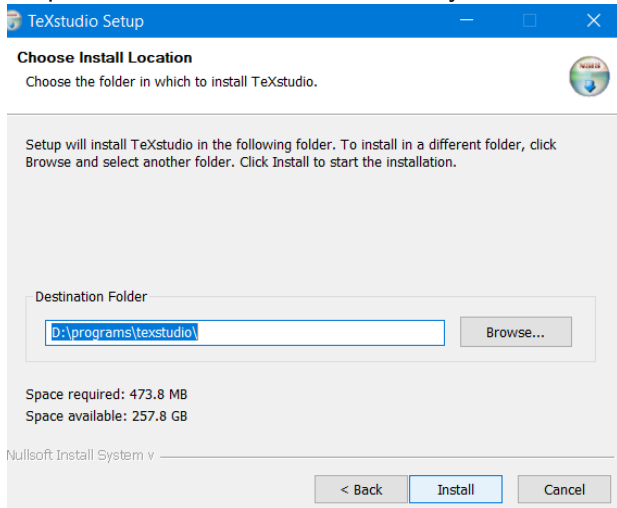 TeXstudio Setup
Choose Install Location
Choose the folder in which to install TeXstudio.
Setup will install TeXstudio in the following folder. To install in a different folder, click
Browse and select another folder. Click Install to start the installation.
Destination Folder
D:\programs\texstudio\
Browse...
Space required: 473.8 MB
Space available: 257.8 GB
Nullsoft Install System v
< Back
Install
Cancel